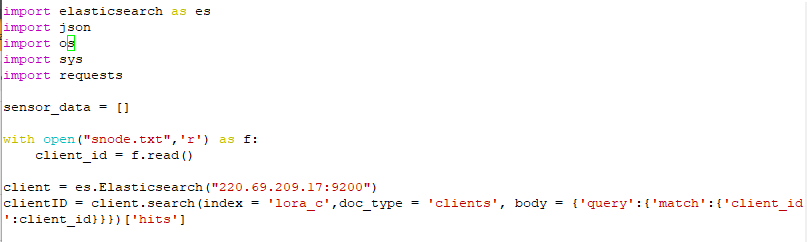 import elasticsearch as es
import json
import os
import sys
import requests
sensor_data = []
with open("snode.txt",'r') as f:
    client_id = f.read()
client = es.Elasticsearch("220.69.209.17:9200")
clientID = client.search(index = 'lora_c',doc_type = 'clients', body = {'query':{'match':{'client_id
':client_id}}})['hits']